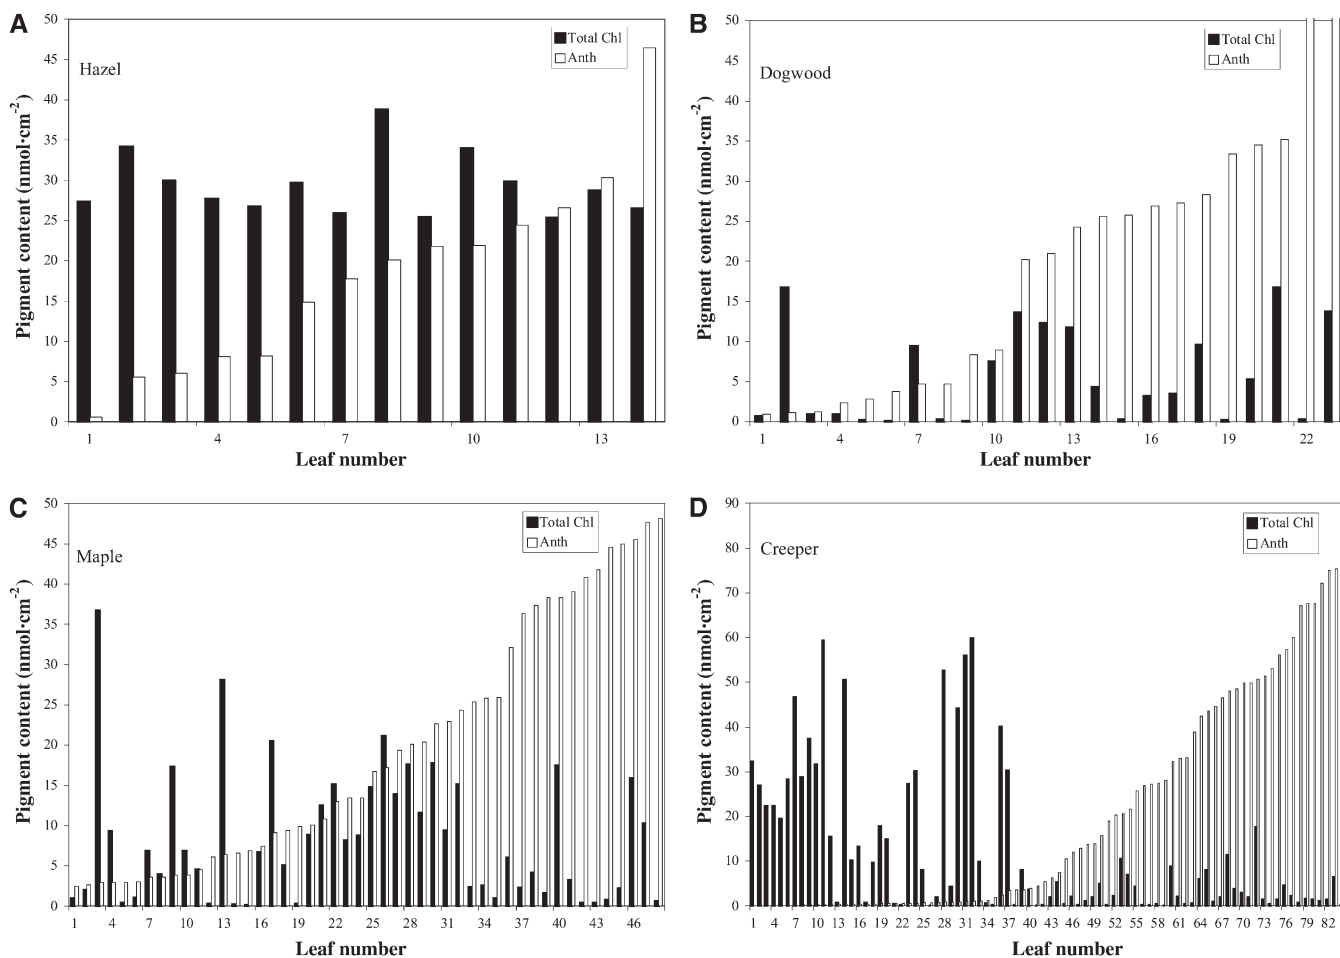 A
Hazel
Total Chl
Anth
Pigment content (nmol·cm⁻²)
50
45
40
35
30
25
20
15
10
5
0
1 4 7 10 13
Leaf number
B
Dogwood
Total Chl
Anth
Pigment content (nmol·cm⁻²)
50
45
40
35
30
25
20
15
10
5
0
1 4 7 10 13 16 19 22
Leaf number
C
Maple
Total Chl
Anth
Pigment content (nmol·cm⁻²)
50
45
40
35
30
25
20
15
10
5
0
1 4 7 10 13 16 19 22 25 28 31 34 37 40 43 46
Leaf number
D
Creeper
Total Chl
Anth
Pigment content (nmol·cm⁻²)
90
80
70
60
50
40
30
20
10
0
1 4 7 10 13 16 19 22 25 28 31 34 37 40 43 46 49 52 55 58 61 64 67 70 73 76 79 82
Leaf number